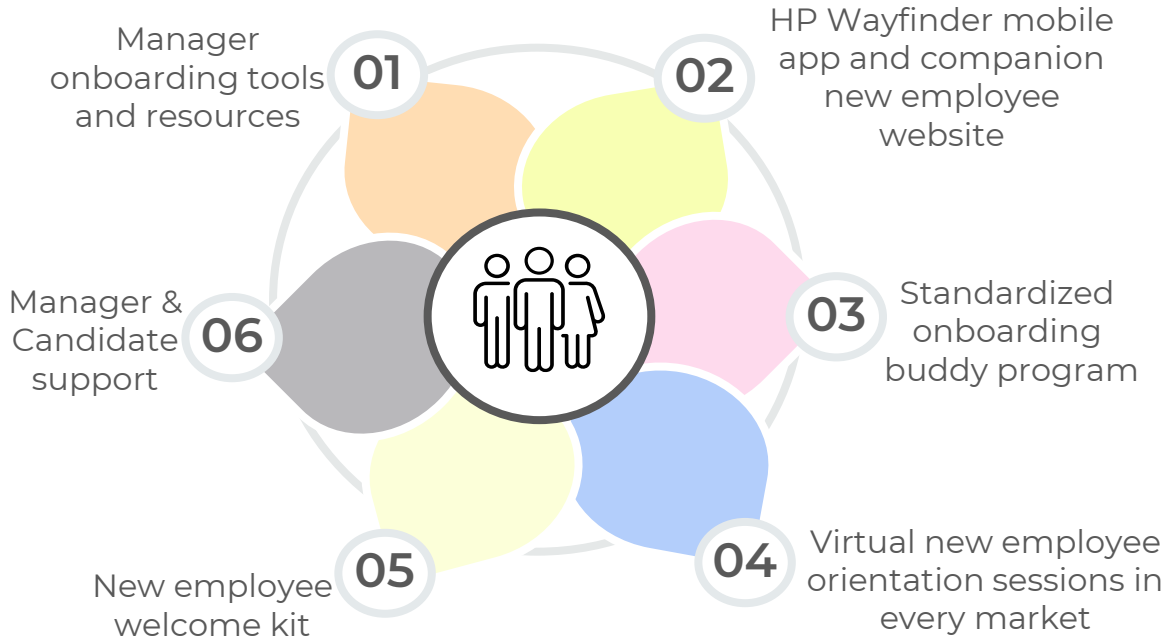 01
Manager
onboarding tools
and resources
02
HP Wayfinder mobile
app and companion
new employee
website
03
Standardized
onboarding
buddy program
04
Virtual new employee
orientation sessions in
every market
05
New employee
welcome kit
06
Manager &
Candidate
support